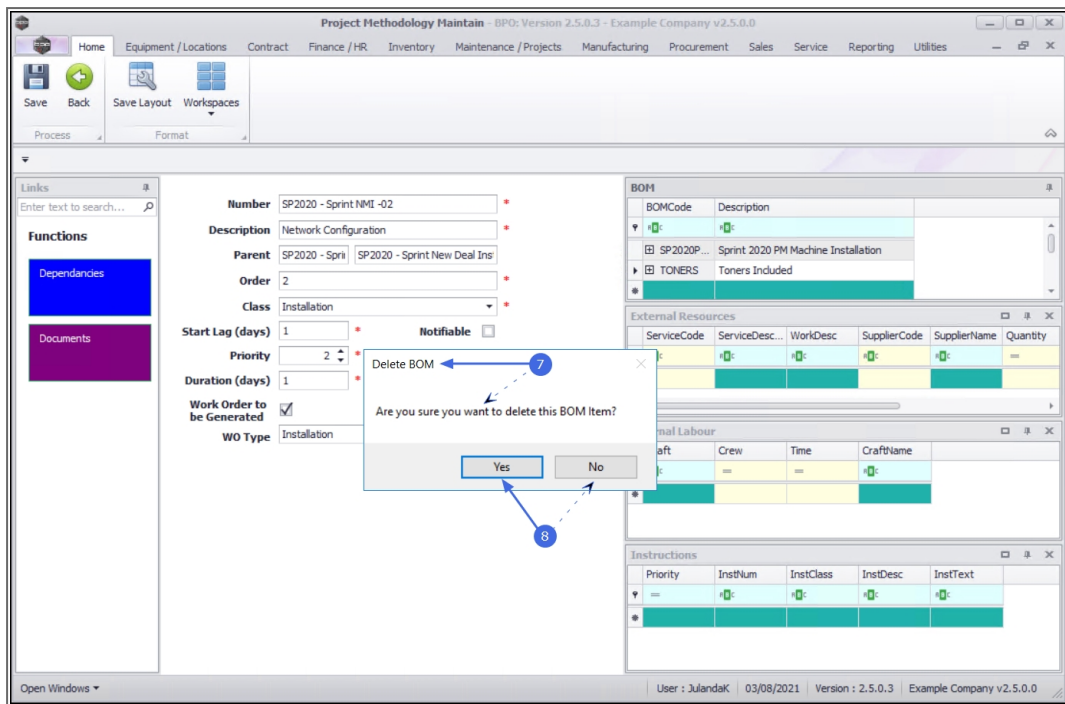 Project Methodology Maintain - BPO: Version 2.5.0.3 - Example Company v2.5.0.0
Home Equipment / Locations Contract Finance / HR Inventory Maintenance / Projects Manufacturing Procurement Sales Service Reporting Utilities
Save Back Save Layout Workspaces
Process Format
Links
Enter text to search...
Functions
Dependancies
Documents
Number SP2020 - Sprint NMI -02 *
Description Network Configuration *
Parent SP2020 - Spri SP2020 - Sprint New Deal Ins
Order 2 *
Class Installation *
Start Lag (days) 1 * Notifiable
Priority 2 *
Duration (days) 1 *
Work Order to
be Generated
WO Type Installation
Delete BOM 7
Are you sure you want to delete this BOM Item?
Yes No
8
BOM
BOMCode Description
SP2020P... Sprint 2020 PM Machine Installation
TONERS Toners Included
External Resources
ServiceCode ServiceDesc... WorkDesc SupplierCode SupplierName Quantity
nal Labour
aft Crew Time CraftName
Instructions
Priority InstNum InstClass InstDesc InstText
Open Windows
User : JulandaK 03/08/2021 Version : 2.5.0.3 Example Company v2.5.0.0